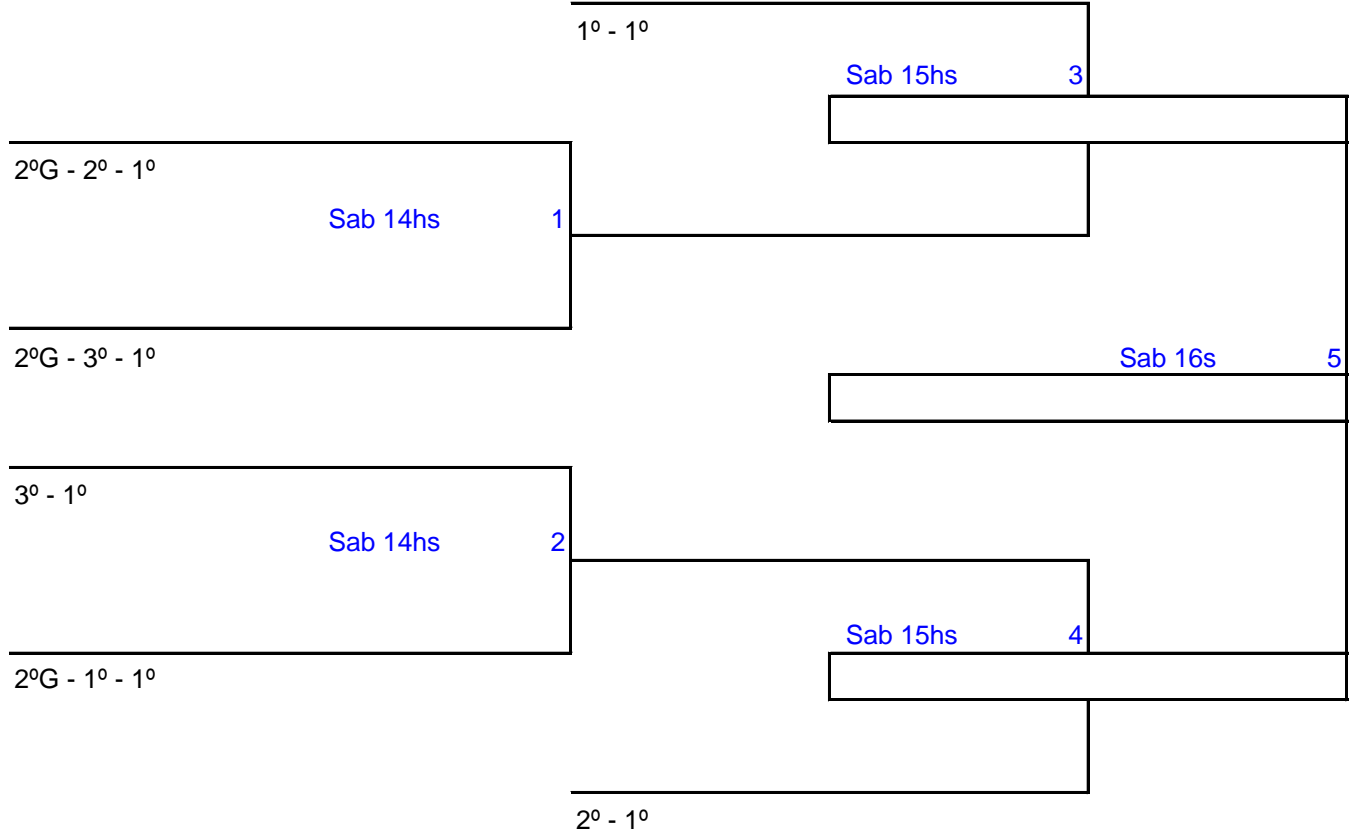 1º - 1º
Sab 15hs 3
2ºG - 2º - 1º
Sab 14hs 1
2ºG - 3º - 1º
Sab 16s 5
3º - 1º
Sab 14hs 2
Sab 15hs 4
2ºG - 1º - 1º
2º - 1º